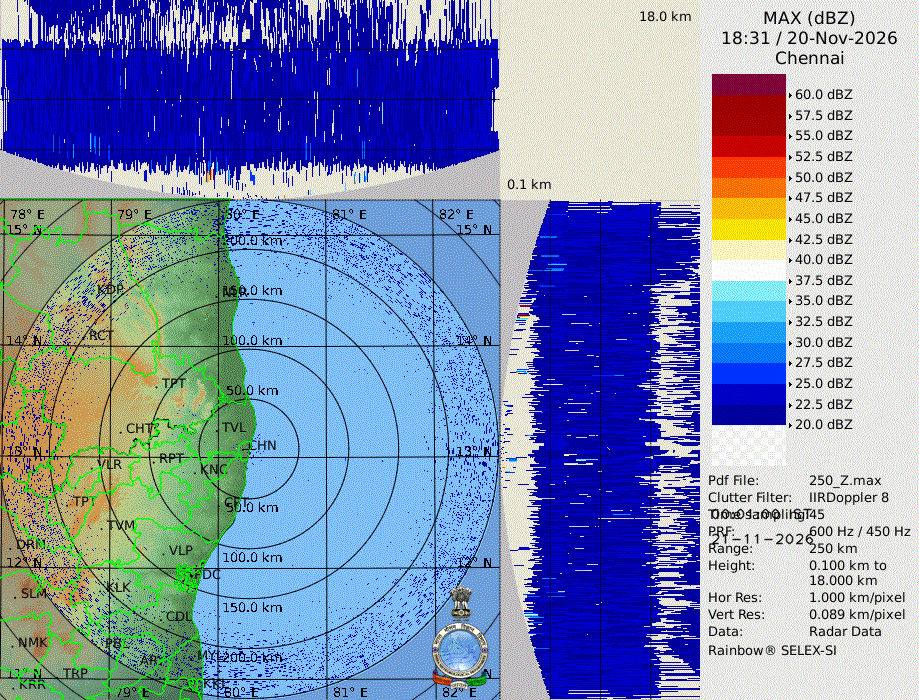 18.0 km
0.1 km
MAX (dBZ)
18:31 / 20-Nov-2026
Chennai
60.0 dBZ
57.5 dBZ
55.0 dBZ
52.5 dBZ
50.0 dBZ
47.5 dBZ
45.0 dBZ
42.5 dBZ
40.0 dBZ
37.5 dBZ
35.0 dBZ
32.5 dBZ
30.0 dBZ
27.5 dBZ
25.0 dBZ
22.5 dBZ
20.0 dBZ
78° E 79° E 80° E 81° E 82° E
15° N 200.0 km 15° N
KDP 150.0 km
RCT
14° N 100.0 km 14° N
TPT 50.0 km
CHT TVL
CHN
13° N 13° N
VLR RPT KNC
TPT 50.0 km
TVM
DRM VLP 100.0 km
12° N PDC 12° N
SLM KLK
CDL 150.0 km
NMK
200.0 km
TRP
KRR
79° E 80° E 81° E 82° E
Pdf File: 250_Z.max
Clutter Filter: IIRDoppler 8
Time sampling: 45
PRF: 600 Hz / 450 Hz
21-11-2026
Range: 250 km
Height: 0.100 km to
18.000 km
Hor Res: 1.000 km/pixel
Vert Res: 0.089 km/pixel
Data: Radar Data
Rainbow® SELEX-SI